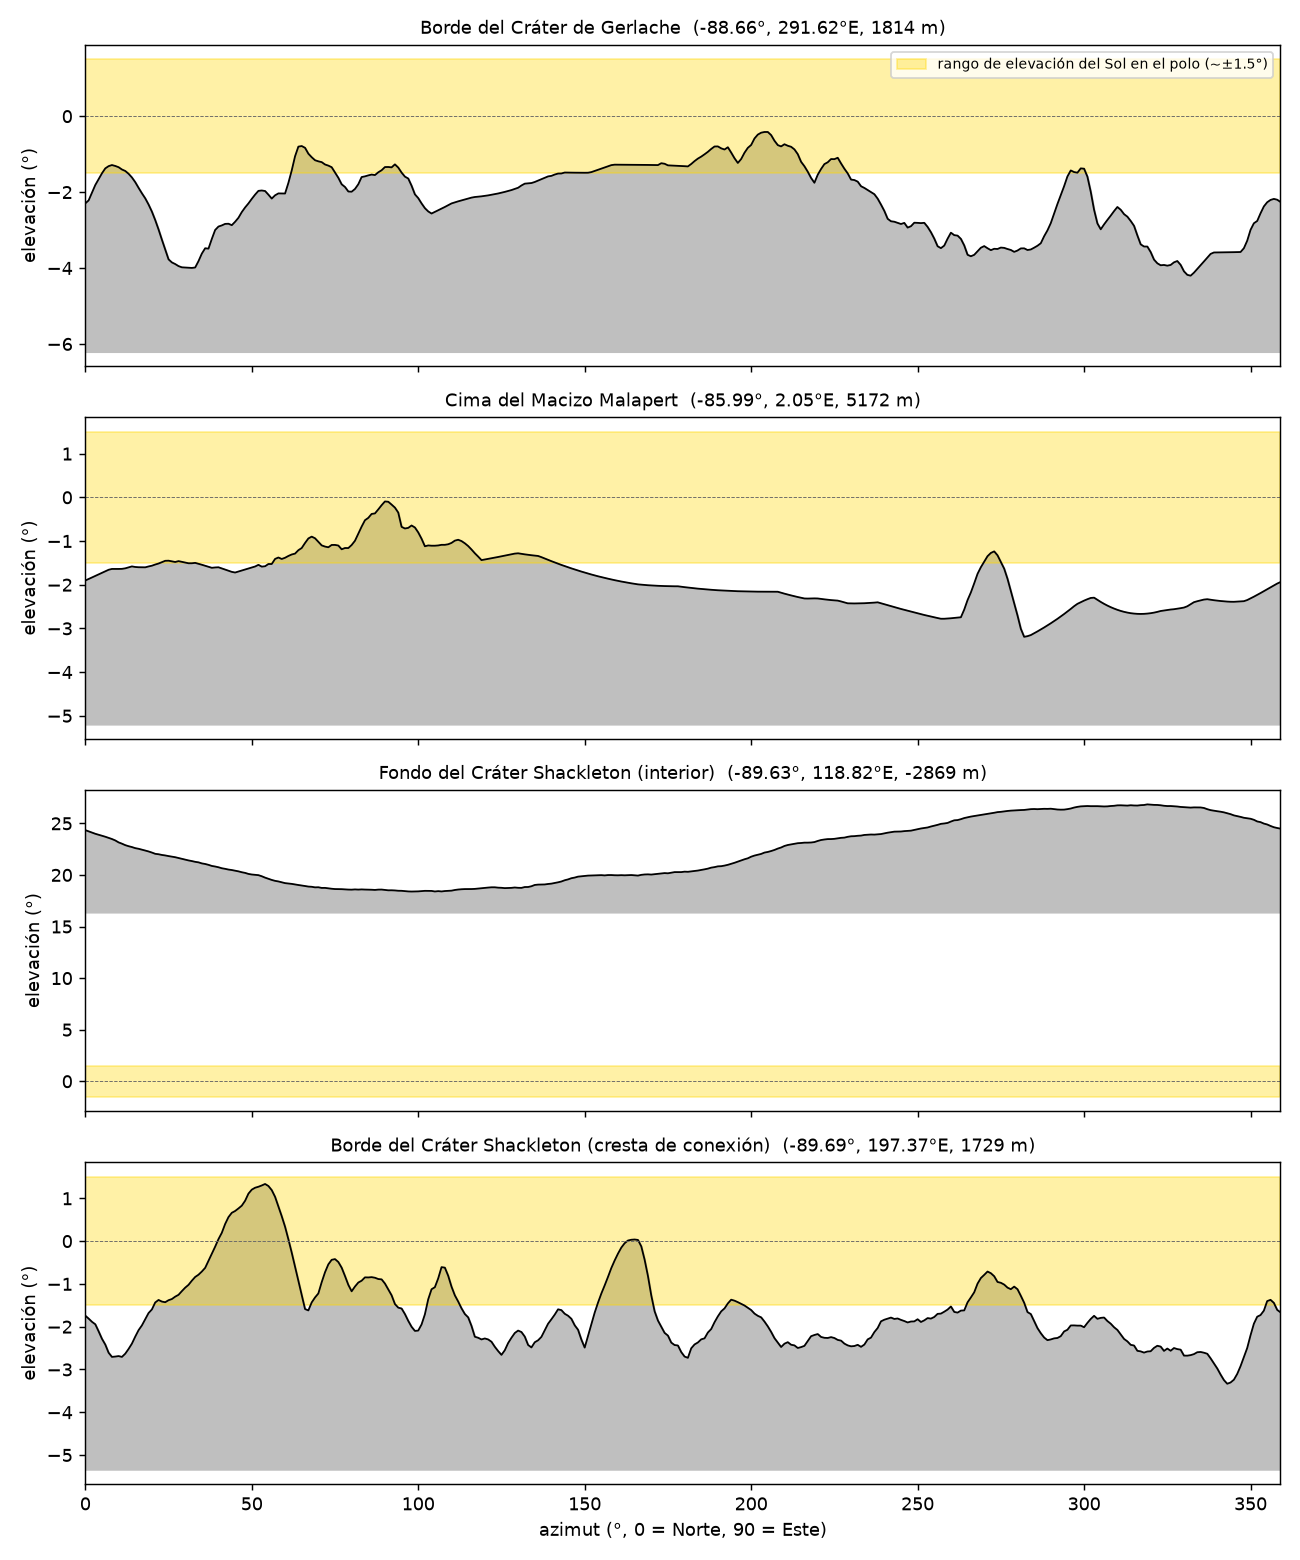 Borde del Cráter de Gerlache  (-88.66°, 291.62°E, 1814 m)
rango de elevación del Sol en el polo (~±1.5°)
elevación (°)
0
−2
−4
−6
Cima del Macizo Malapert  (-85.99°, 2.05°E, 5172 m)
elevación (°)
1
0
−1
−2
−3
−4
−5
Fondo del Cráter Shackleton (interior)  (-89.63°, 118.82°E, -2869 m)
elevación (°)
25
20
15
10
5
0
Borde del Cráter Shackleton (cresta de conexión)  (-89.69°, 197.37°E, 1729 m)
elevación (°)
1
0
−1
−2
−3
−4
−5
0 50 100 150 200 250 300 350
azimut (°, 0 = Norte, 90 = Este)